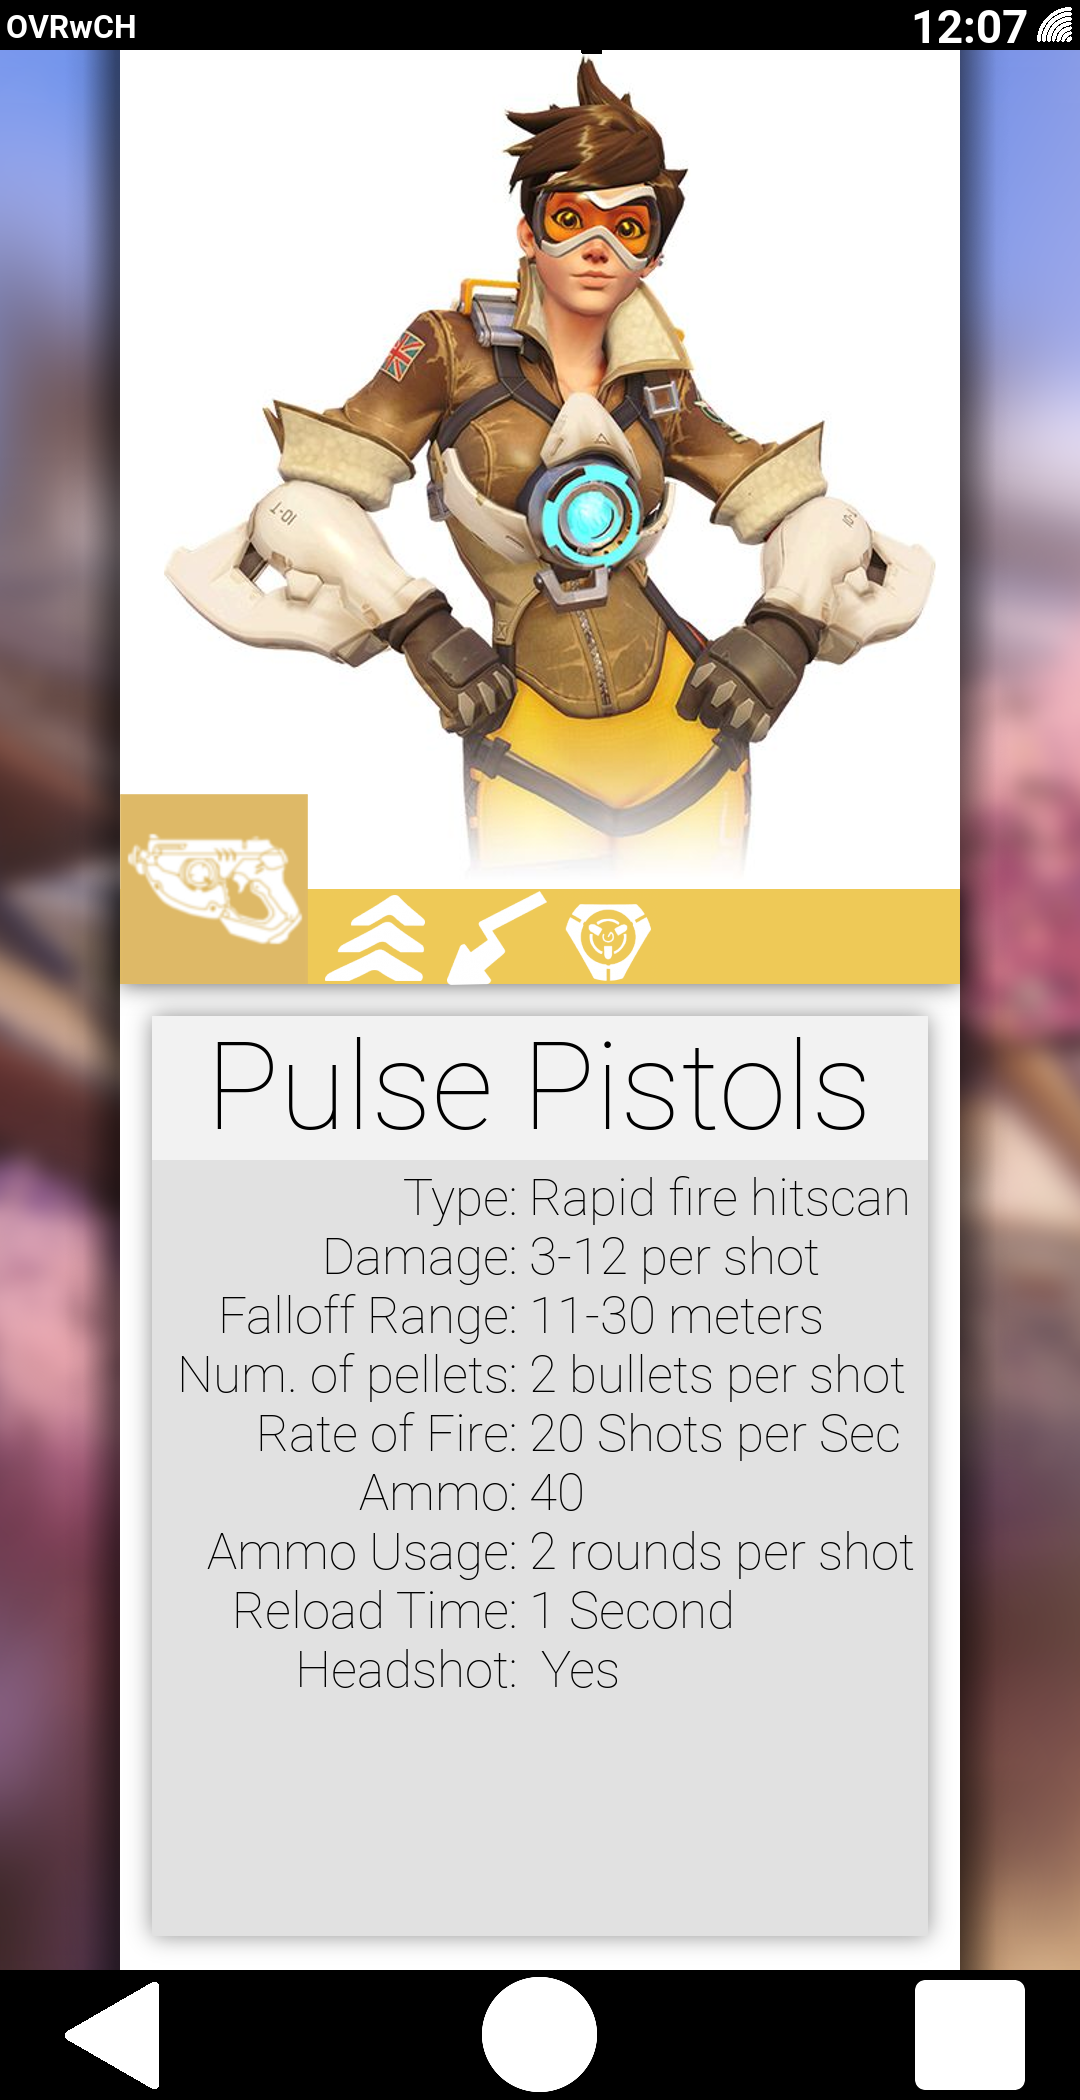 OVRwCH
12:07
10-T
10-T
Pulse Pistols
Type: Rapid fire hitscan
Damage: 3-12 per shot
Falloff Range: 11-30 meters
Num. of pellets: 2 bullets per shot
Rate of Fire: 20 Shots per Sec
Ammo: 40
Ammo Usage: 2 rounds per shot
Reload Time: 1 Second
Headshot: Yes